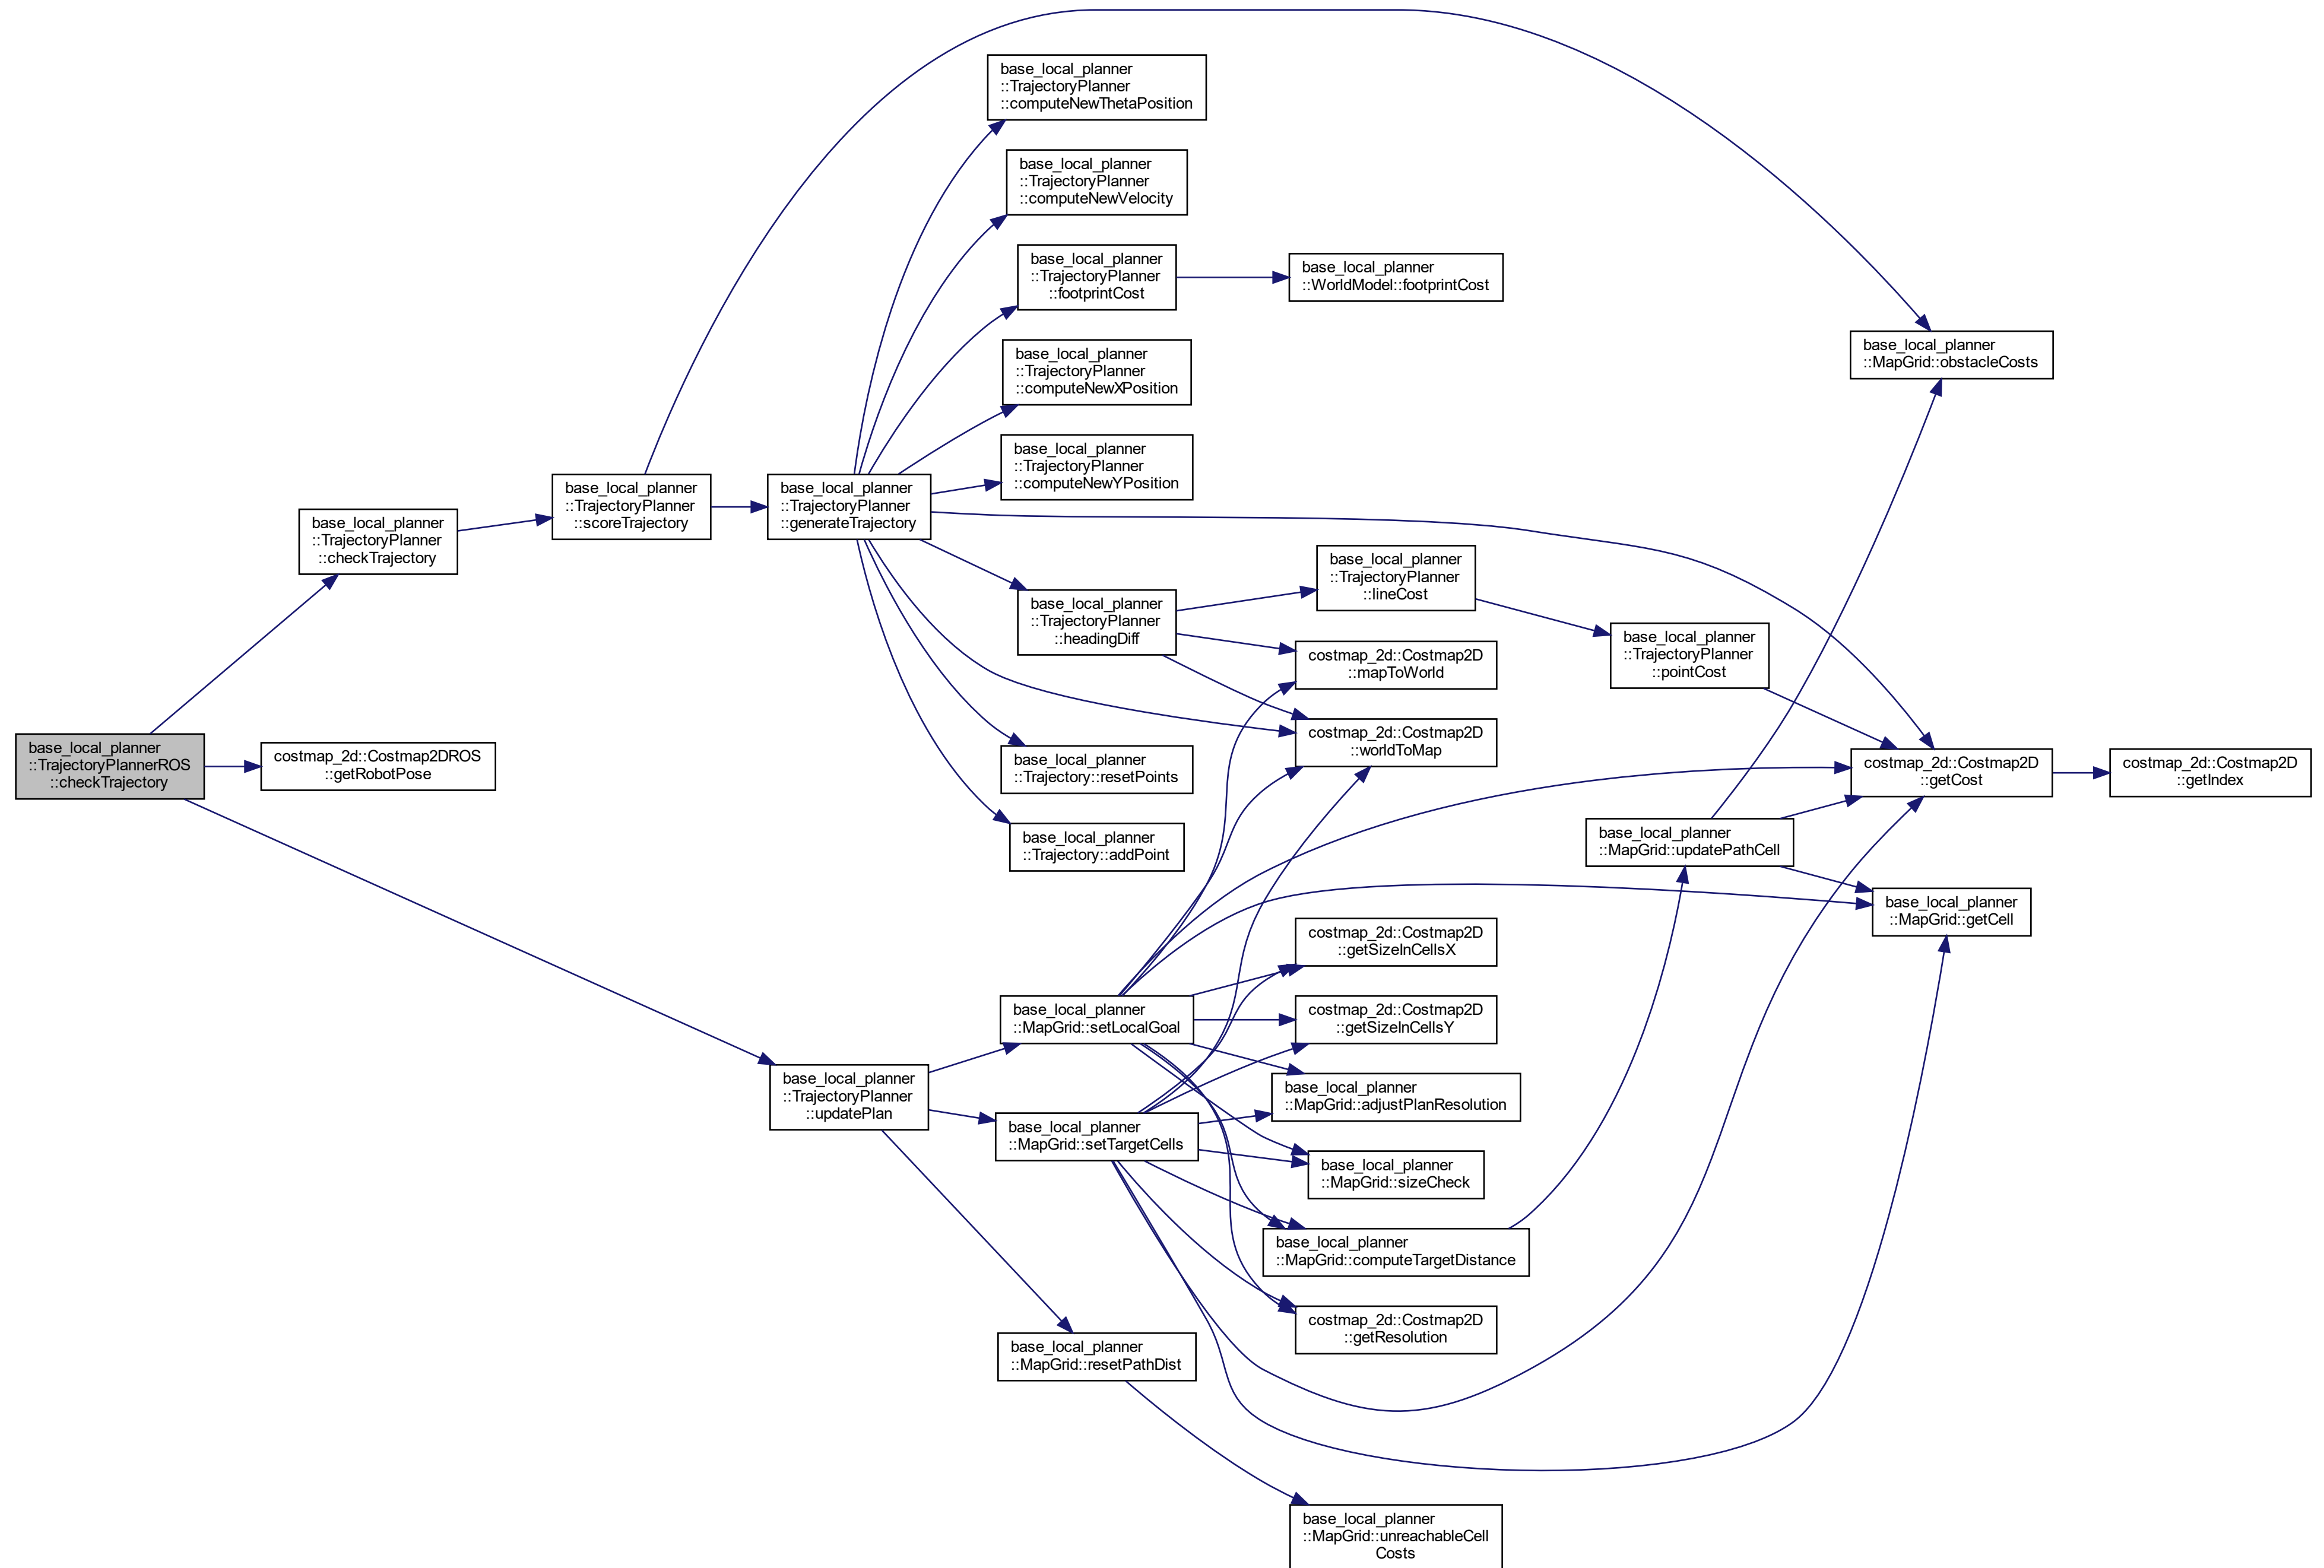 base_local_planner
::TrajectoryPlannerROS
::checkTrajectory
base_local_planner
::TrajectoryPlanner
::checkTrajectory
costmap_2d::Costmap2DROS
::getRobotPose
base_local_planner
::TrajectoryPlanner
::scoreTrajectory
base_local_planner
::TrajectoryPlanner
::generateTrajectory
base_local_planner
::TrajectoryPlanner
::updatePlan
base_local_planner
::TrajectoryPlanner
::computeNewThetaPosition
base_local_planner
::TrajectoryPlanner
::computeNewVelocity
base_local_planner
::TrajectoryPlanner
::footprintCost
base_local_planner
::TrajectoryPlanner
::computeNewXPosition
base_local_planner
::TrajectoryPlanner
::computeNewYPosition
base_local_planner
::TrajectoryPlanner
::headingDiff
base_local_planner
::Trajectory::resetPoints
base_local_planner
::Trajectory::addPoint
base_local_planner
::MapGrid::setLocalGoal
base_local_planner
::MapGrid::setTargetCells
base_local_planner
::MapGrid::resetPathDist
base_local_planner
::WorldModel::footprintCost
base_local_planner
::TrajectoryPlanner
::lineCost
costmap_2d::Costmap2D
::mapToWorld
costmap_2d::Costmap2D
::worldToMap
costmap_2d::Costmap2D
::getSizeInCellsX
costmap_2d::Costmap2D
::getSizeInCellsY
base_local_planner
::MapGrid::adjustPlanResolution
base_local_planner
::MapGrid::sizeCheck
base_local_planner
::MapGrid::computeTargetDistance
costmap_2d::Costmap2D
::getResolution
base_local_planner
::MapGrid::unreachableCell
Costs
base_local_planner
::TrajectoryPlanner
::pointCost
base_local_planner
::MapGrid::updatePathCell
base_local_planner
::MapGrid::obstacleCosts
costmap_2d::Costmap2D
::getCost
base_local_planner
::MapGrid::getCell
costmap_2d::Costmap2D
::getIndex